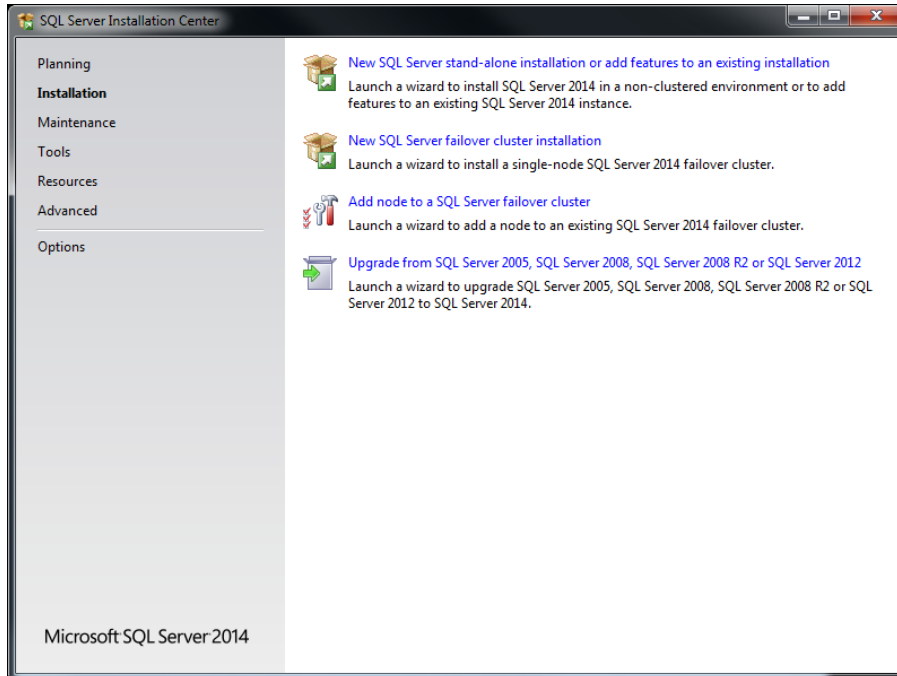 SQL Server Installation Center
Planning
Installation
Maintenance
Tools
Resources
Advanced
Options
New SQL Server stand-alone installation or add features to an existing installation
Launch a wizard to install SQL Server 2014 in a non-clustered environment or to add
features to an existing SQL Server 2014 instance.
New SQL Server failover cluster installation
Launch a wizard to install a single-node SQL Server 2014 failover cluster.
Add node to a SQL Server failover cluster
Launch a wizard to add a node to an existing SQL Server 2014 failover cluster.
Upgrade from SQL Server 2005, SQL Server 2008, SQL Server 2008 R2 or SQL Server 2012
Launch a wizard to upgrade SQL Server 2005, SQL Server 2008, SQL Server 2008 R2 or SQL
Server 2012 to SQL Server 2014.
Microsoft SQL Server 2014